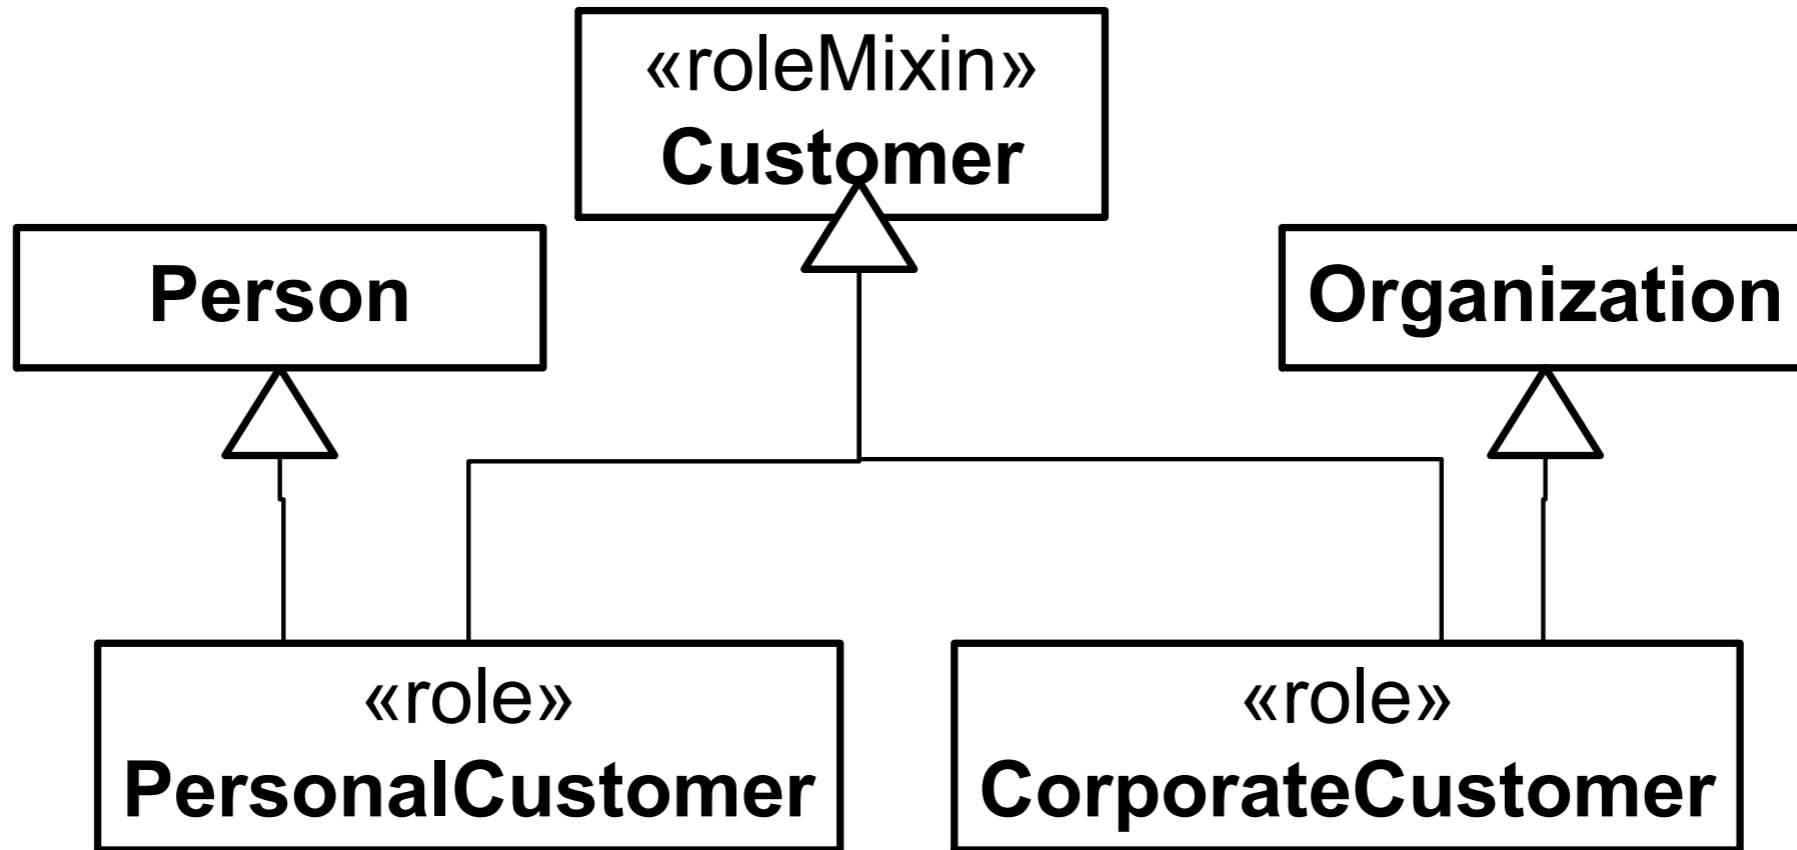 «roleMixin»
Customer
Person
Organization
«role»
PersonalCustomer
«role»
CorporateCustomer